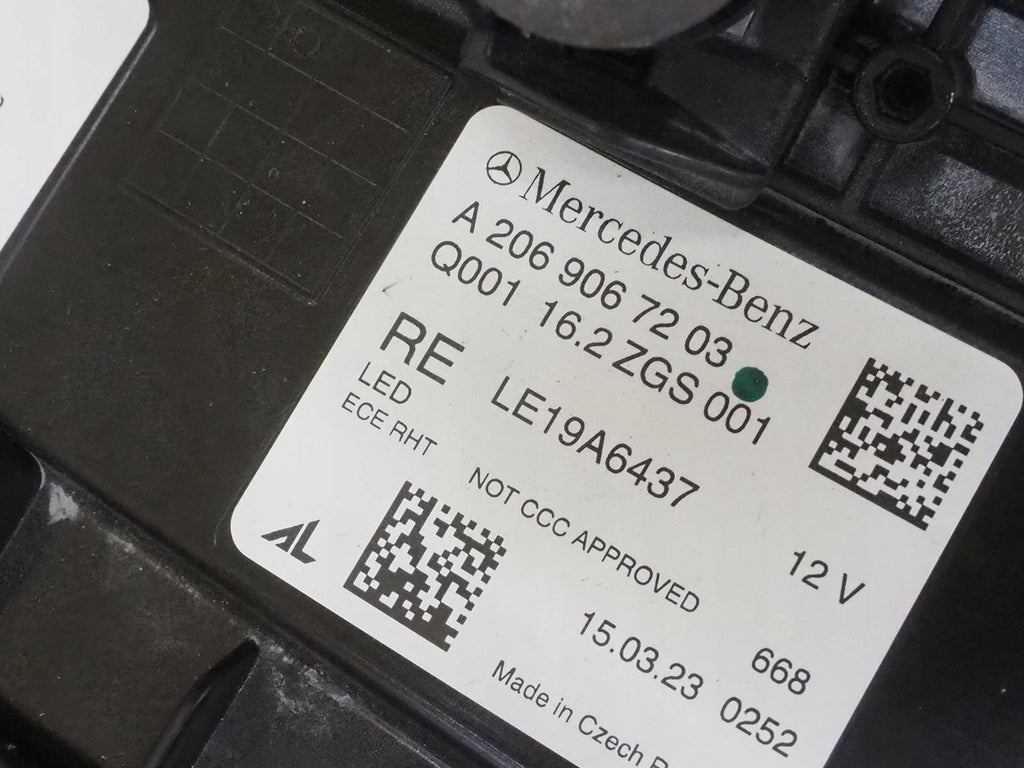 Mercedes-Benz
A 206 906 72 03
Q001 16.2 ZGS 001
RE LE19A6437
LED
ECE RHT
NOT CCC APPROVED
12 V
AL
668
15.03.23 0252
Made in Czech